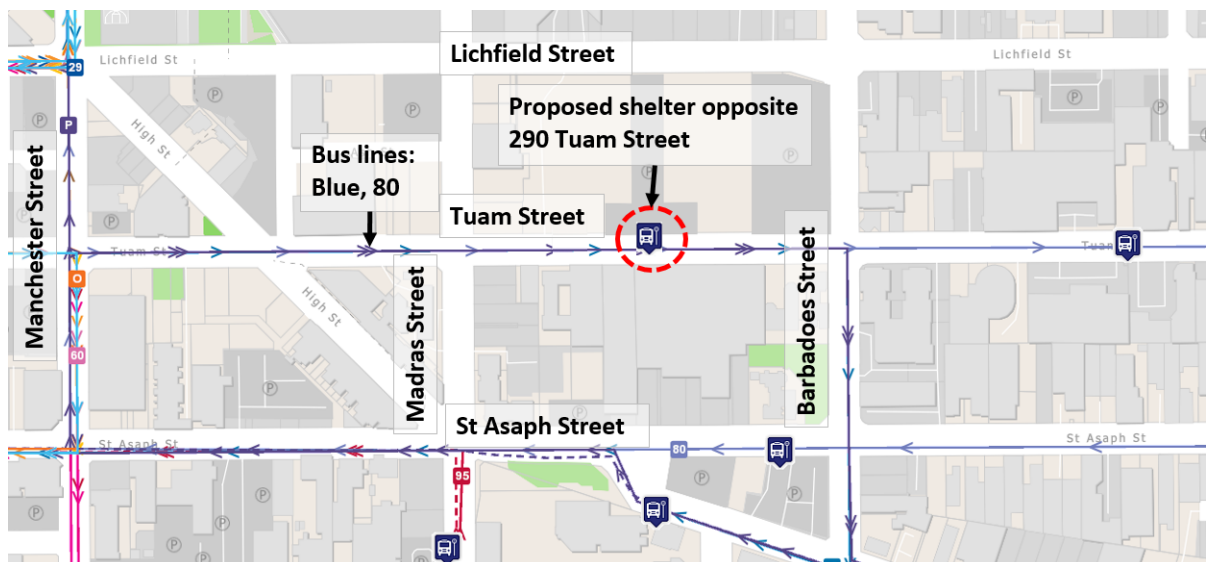 Lichfield Street
Lichfield St
Lichfield St
29
P
P
P
P
P
Proposed shelter opposite
290 Tuam Street
High St
P
Bus lines:
Blue, 80
Manchester Street
Tuam Street
P
P
Tuam St
Madras Street
Barbadoes Street
O
High St
60
P
St Asaph Street
St Asaph St
St Asaph St
80
95
P
P
P
P
P